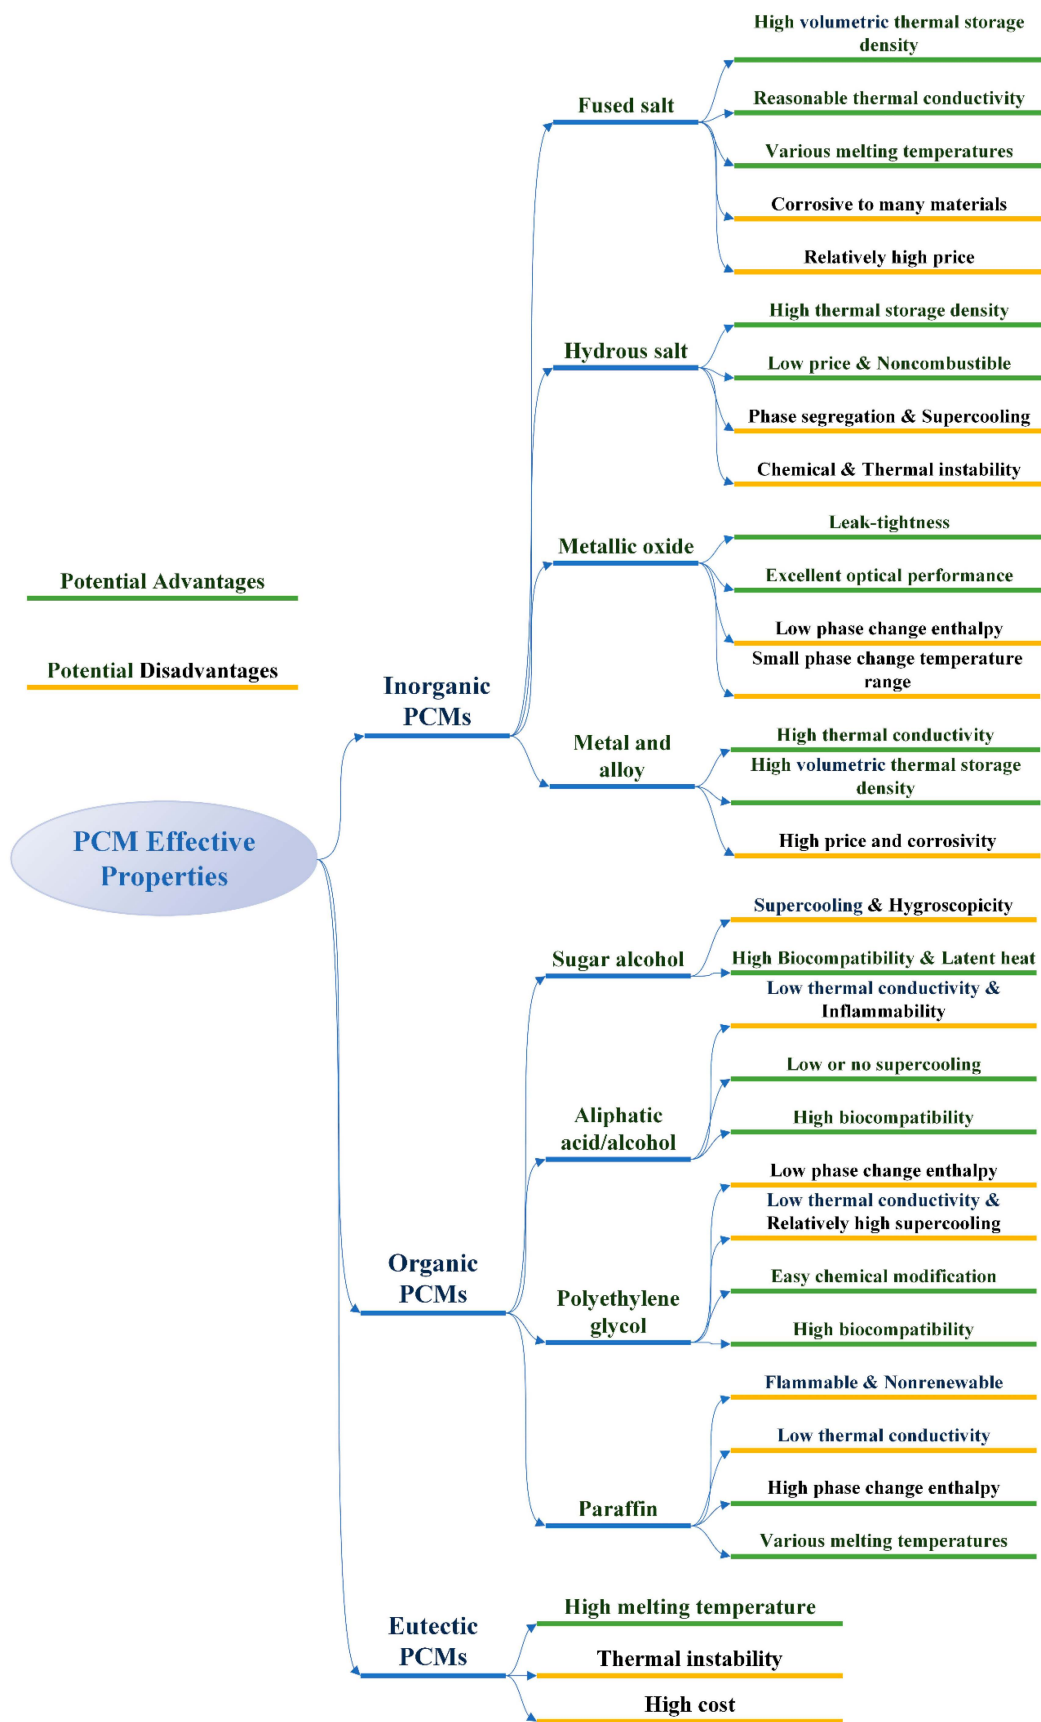 High volumetric thermal storage
density
Fused salt
Reasonable thermal conductivity
Various melting temperatures
Corrosive to many materials
Relatively high price
High thermal storage density
Hydrous salt
Low price & Noncombustible
Phase segregation & Supercooling
Chemical & Thermal instability
Leak-tightness
Metallic oxide
Excellent optical performance
Low phase change enthalpy
Small phase change temperature
range
Potential Advantages
Potential Disadvantages
Inorganic
PCMs
Metal and
alloy
High thermal conductivity
High volumetric thermal storage
density
High price and corrosivity
PCM Effective
Properties
Supercooling & Hygroscopicity
Sugar alcohol
High Biocompatibility & Latent heat
Low thermal conductivity &
Inflammability
Low or no supercooling
Aliphatic
acid/alcohol
High biocompatibility
Low phase change enthalpy
Low thermal conductivity &
Relatively high supercooling
Organic
PCMs
Polyethylene
glycol
Easy chemical modification
High biocompatibility
Flammable & Nonrenewable
Low thermal conductivity
High phase change enthalpy
Paraffin
Various melting temperatures
Eutectic
PCMs
High melting temperature
Thermal instability
High cost